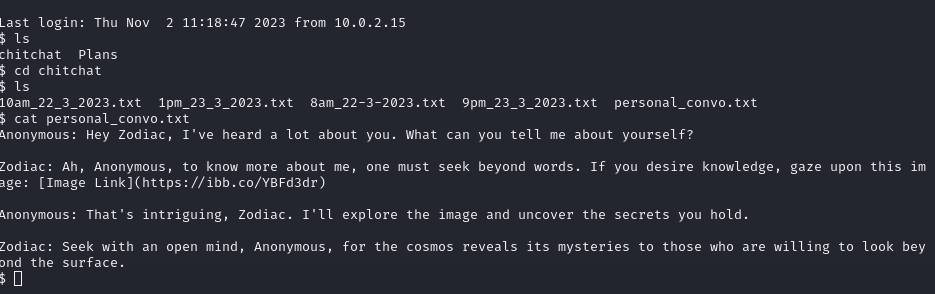 Last login: Thu Nov  2 11:18:47 2023 from 10.0.2.15
$ ls
chitchat  Plans
$ cd chitchat
$ ls
10am_22_3_2023.txt  1pm_23_3_2023.txt  8am_22-3-2023.txt  9pm_23_3_2023.txt  personal_convo.txt
$ cat personal_convo.txt
Anonymous: Hey Zodiac, I've heard a lot about you. What can you tell me about yourself?
Zodiac: Ah, Anonymous, to know more about me, one must seek beyond words. If you desire knowledge, gaze upon this im
age: [Image Link](https://ibb.co/YBFd3dr)
Anonymous: That's intriguing, Zodiac. I'll explore the image and uncover the secrets you hold.
Zodiac: Seek with an open mind, Anonymous, for the cosmos reveals its mysteries to those who are willing to look bey
ond the surface.
$